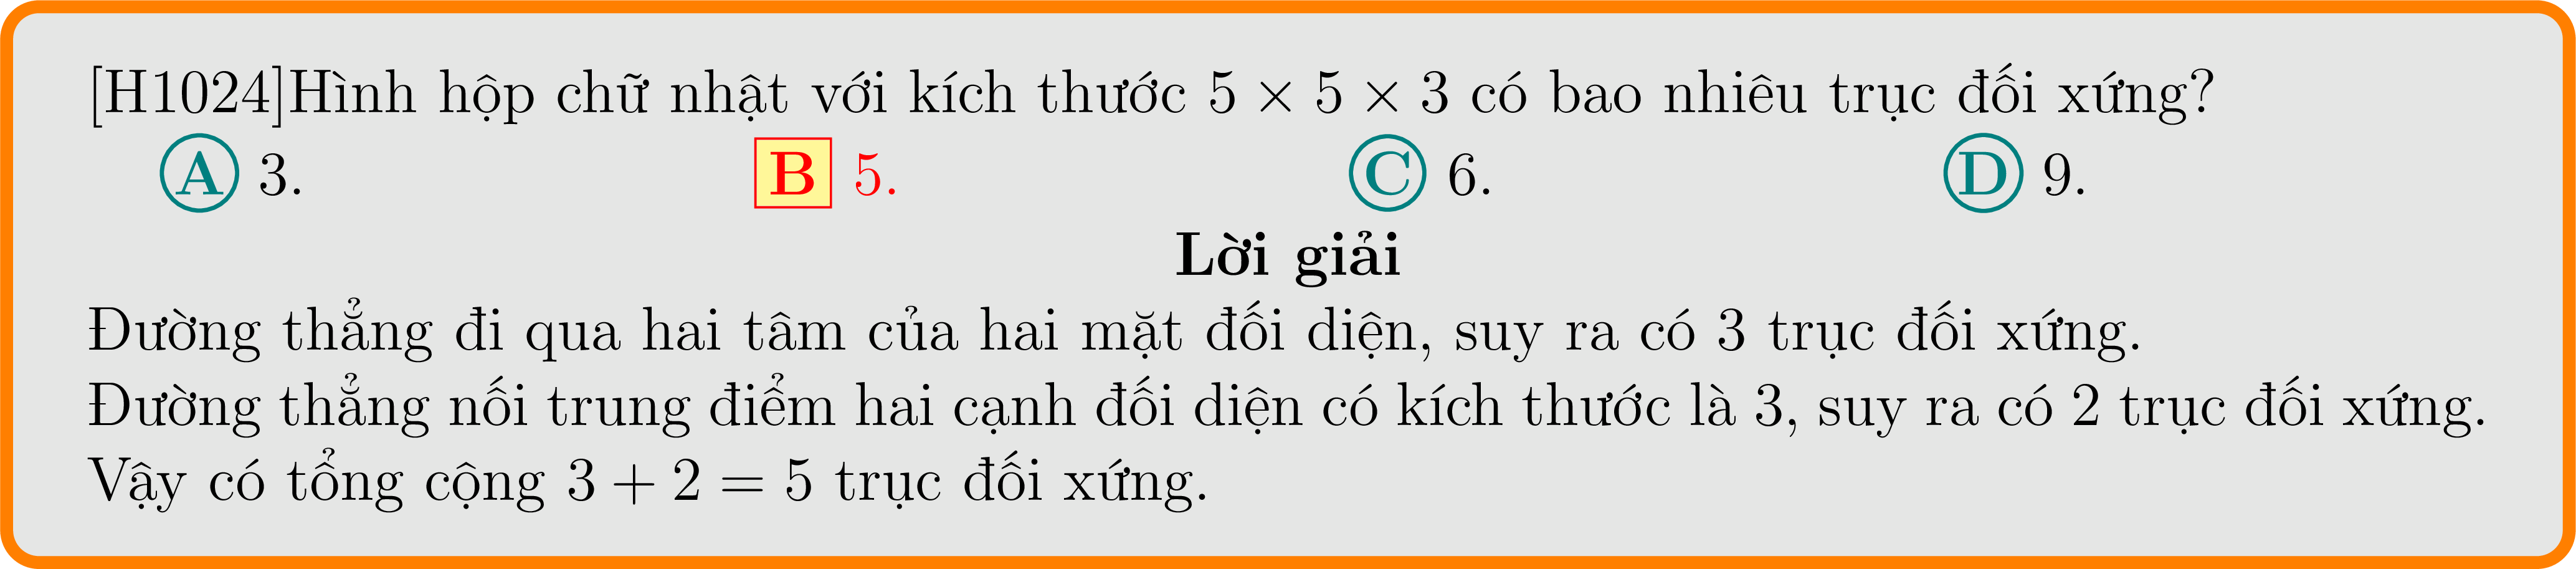 [H1024]Hình hộp chữ nhật với kích thước 5 × 5 × 3 có bao nhiêu trục đối xứng?
A 3. B 5. C 6. D 9.
Lời giải
Đường thẳng đi qua hai tâm của hai mặt đối diện, suy ra có 3 trục đối xứng.
Đường thẳng nối trung điểm hai cạnh đối diện có kích thước là 3, suy ra có 2 trục đối xứng.
Vậy có tổng cộng 3 + 2 = 5 trục đối xứng.